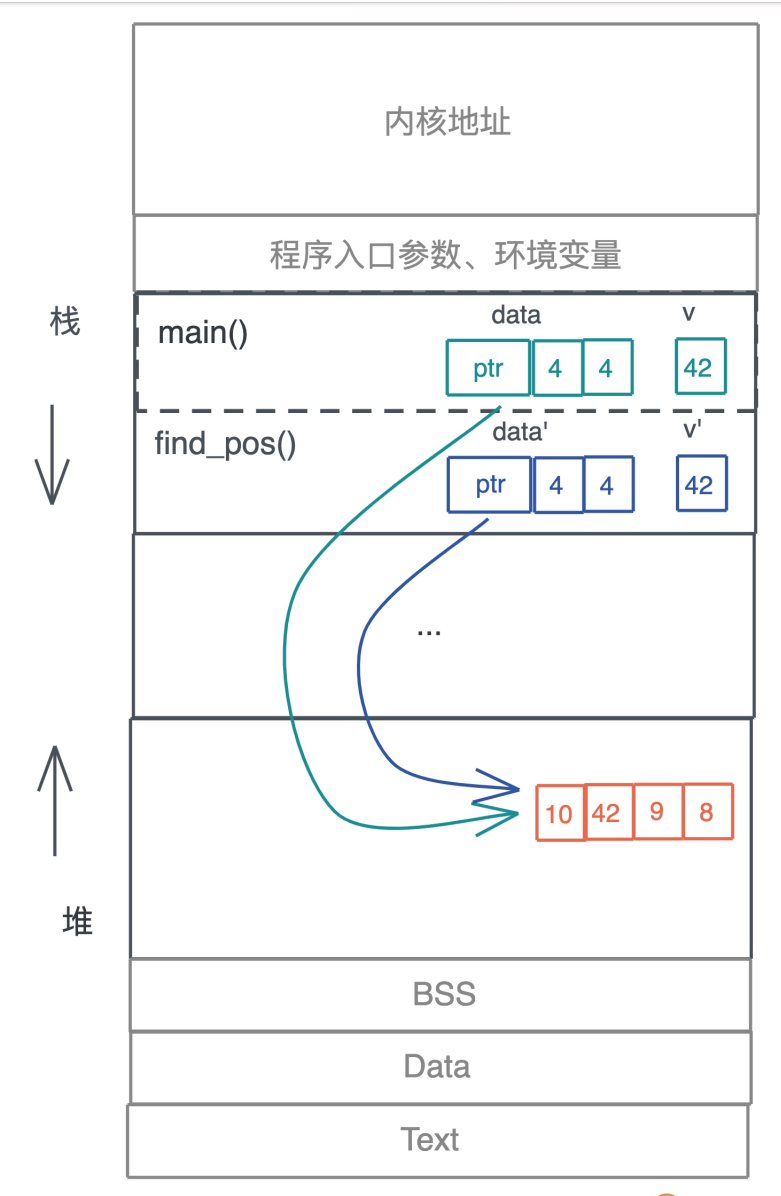 内核地址
程序入口参数、环境变量
栈
main()
data
v
ptr 4 4
42
find_pos()
data'
v'
ptr 4 4
42
...
10 42 9 8
堆
BSS
Data
Text